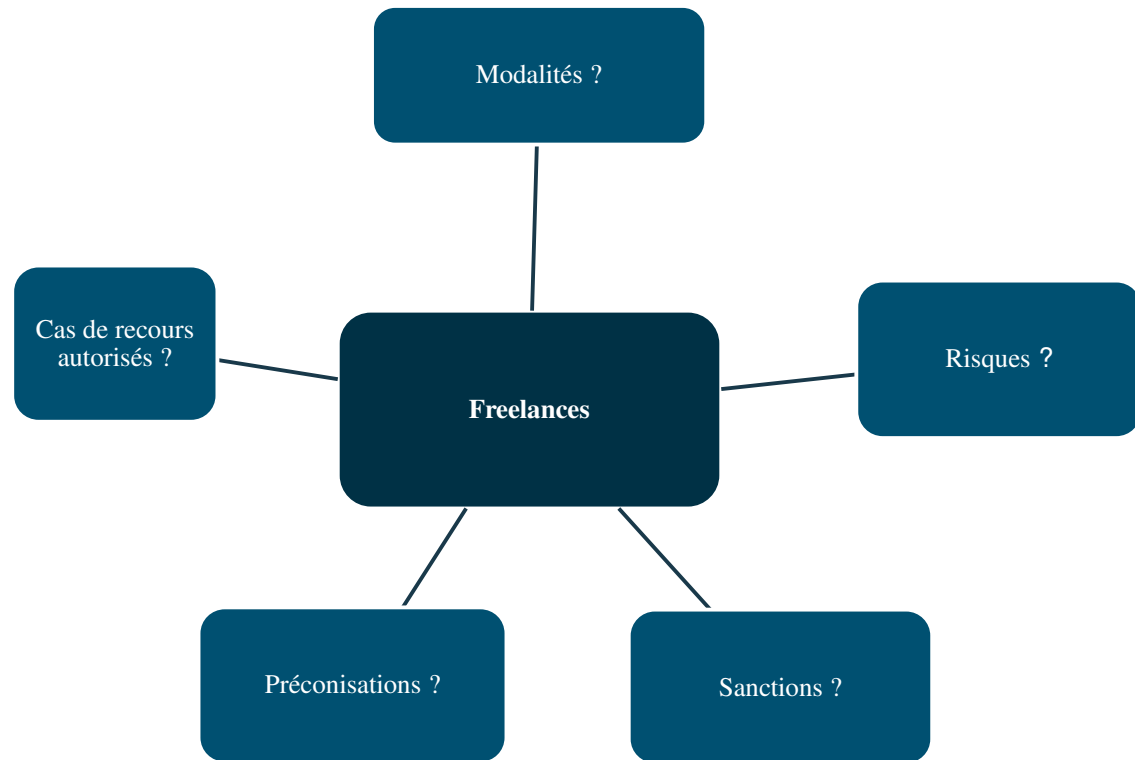 Modalités ?
Cas de recours
autorisés ?
Risques ?
Freelances
Préconisations ?
Sanctions ?